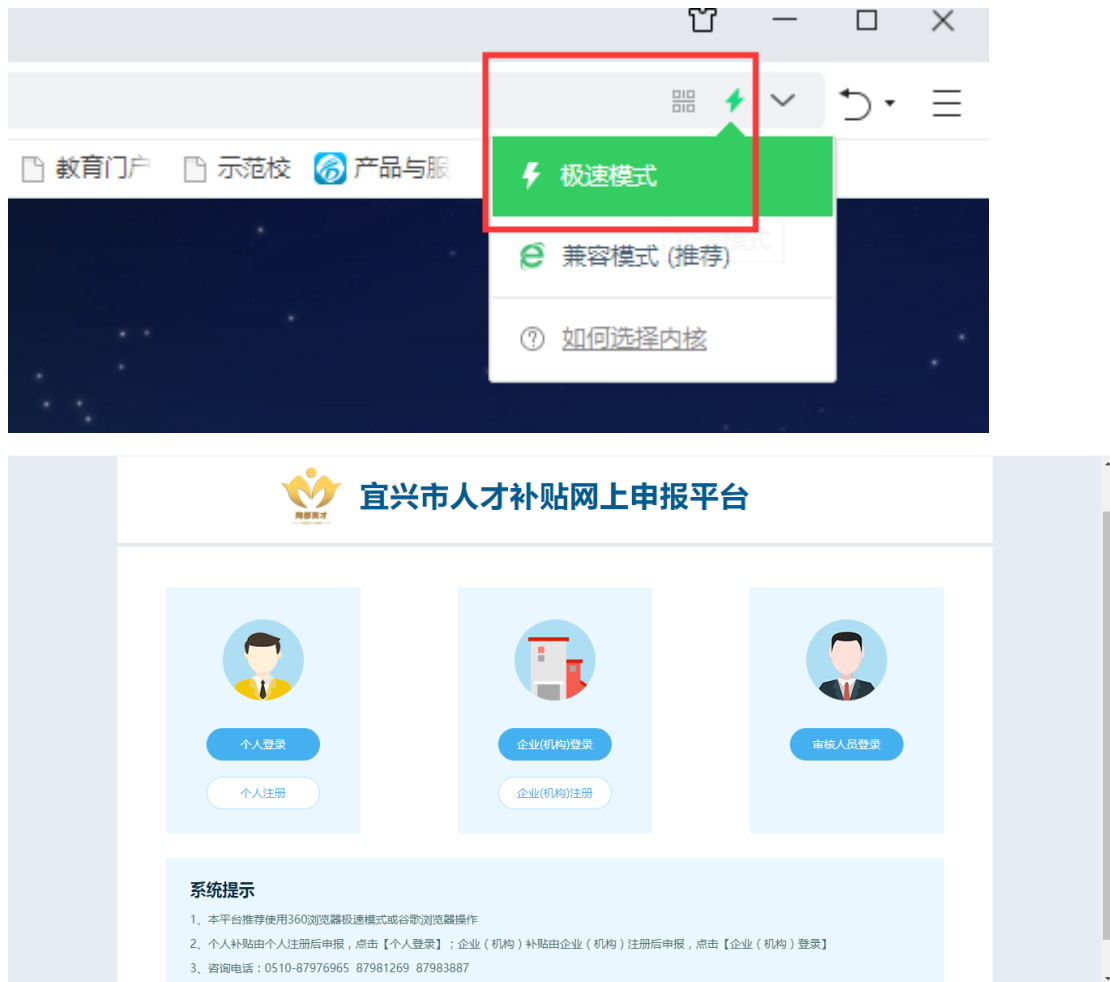 教育门户 示范校 产品与服
极速模式
兼容模式 (推荐)
如何选择内核
陶都英才
宜兴市人才补贴网上申报平台
个人登录 企业(机构)登录 审核人员登录
个人注册 企业(机构)注册
系统提示
1、本平台推荐使用360浏览器极速模式或谷歌浏览器操作
2、个人补贴由个人注册后申报，点击【个人登录】；企业（机构）补贴由企业（机构）注册后申报，点击【企业（机构）登录】
3、咨询电话：0510-87976965 87981269 87983887